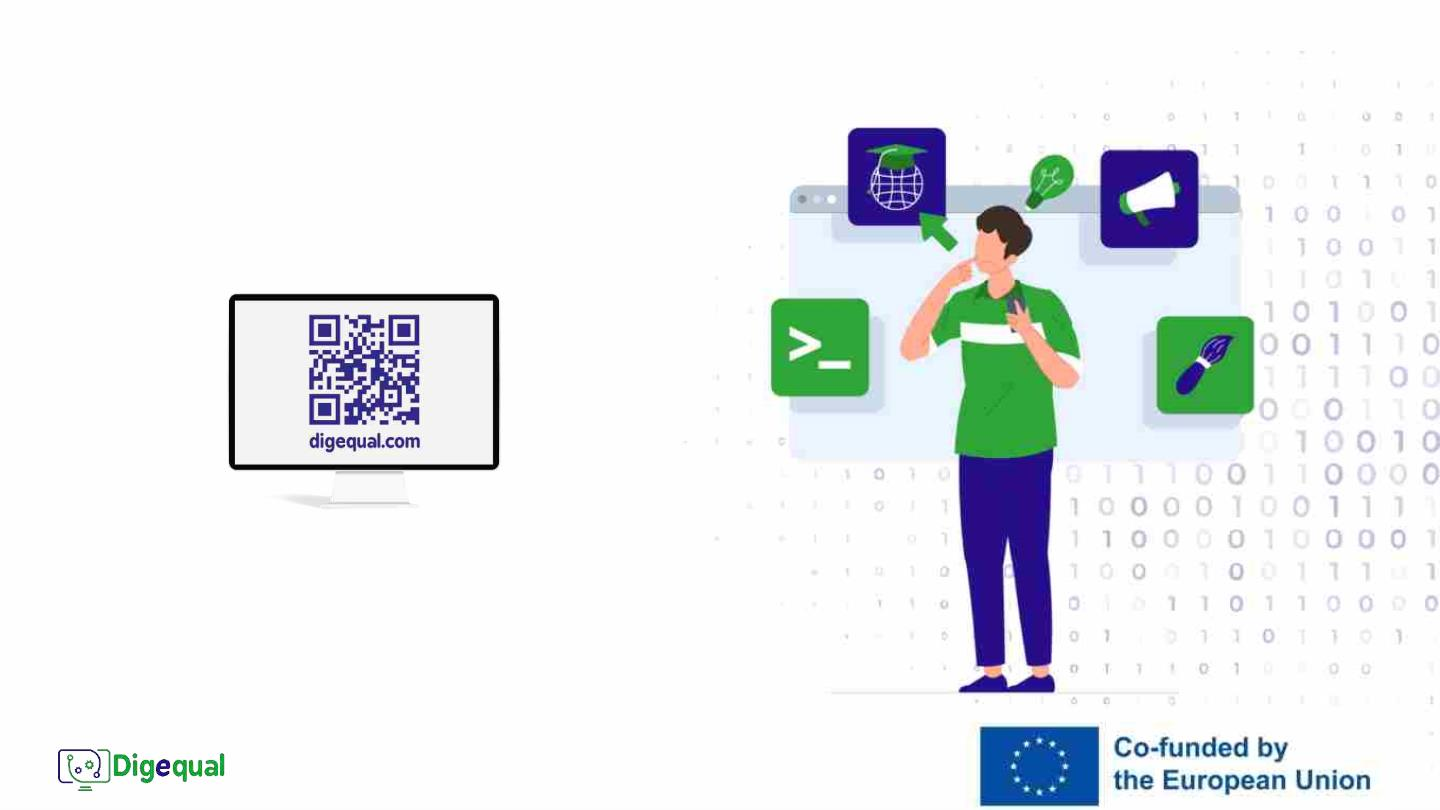 >_
digequal.com
Digequal
Co-funded by
the European Union